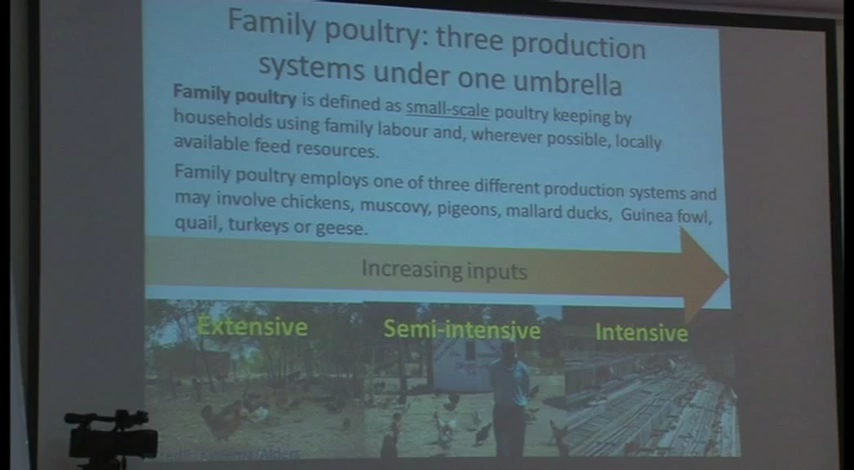 Family poultry: three production
systems under one umbrella
Family poultry is defined as small-scale poultry keeping by
households using family labour and, wherever possible, locally
available feed resources.
Family poultry employs one of three different production systems and
may involve chickens, muscovy, pigeons, mallard ducks, Guinea fowl,
quail, turkeys or geese.
Increasing inputs
Extensive Semi-intensive Intensive